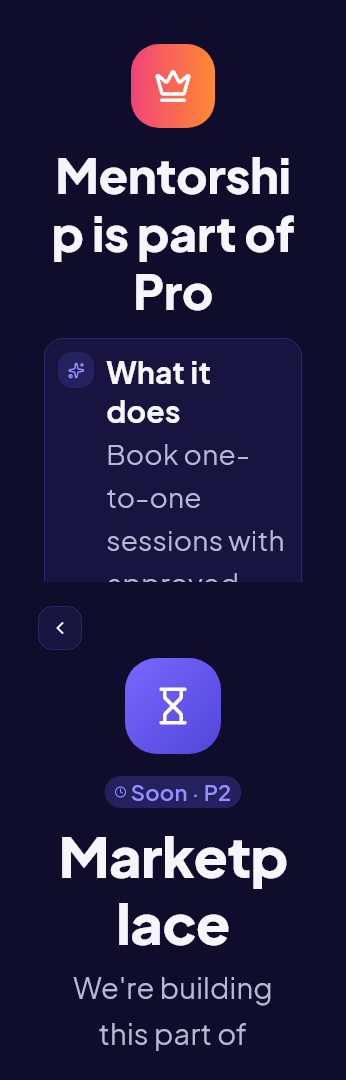 Mentorshi
p is part of
Pro
What it
does
Book one-
to-one
sessions with
approved
Soon · P2
Marketp
lace
We're building
this part of